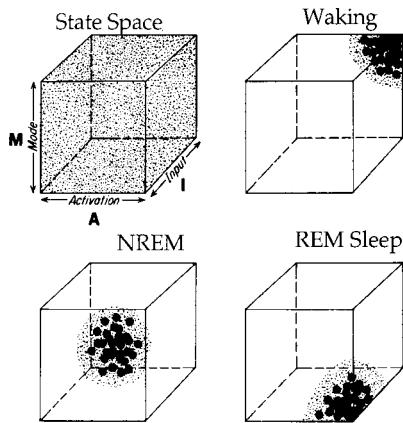 State Space
Waking
M
Mode
Input
I
Activation
A
NREM
REM Sleep